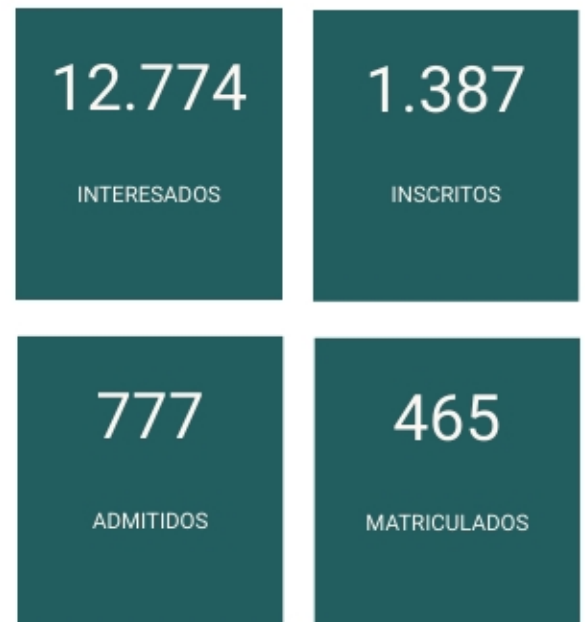 12.774
INTERESADOS
1.387
INSCRITOS
777
ADMITIDOS
465
MATRICULADOS